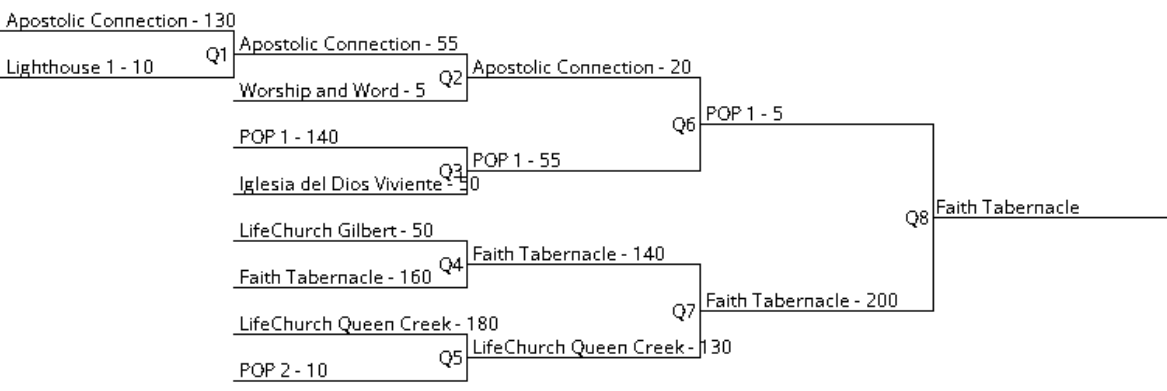 Apostolic Connection - 130
Q1
Lighthouse 1 - 10
Apostolic Connection - 55
Q2
Worship and Word - 5
POP 1 - 140
Q3
Iglesia del Dios Viviente - 50
LifeChurch Gilbert - 50
Q4
Faith Tabernacle - 160
LifeChurch Queen Creek - 180
Q5
POP 2 - 10
Apostolic Connection - 20
Q6
POP 1 - 55
Faith Tabernacle - 140
Q7
LifeChurch Queen Creek - 130
POP 1 - 5
Q8
Faith Tabernacle - 200
Faith Tabernacle